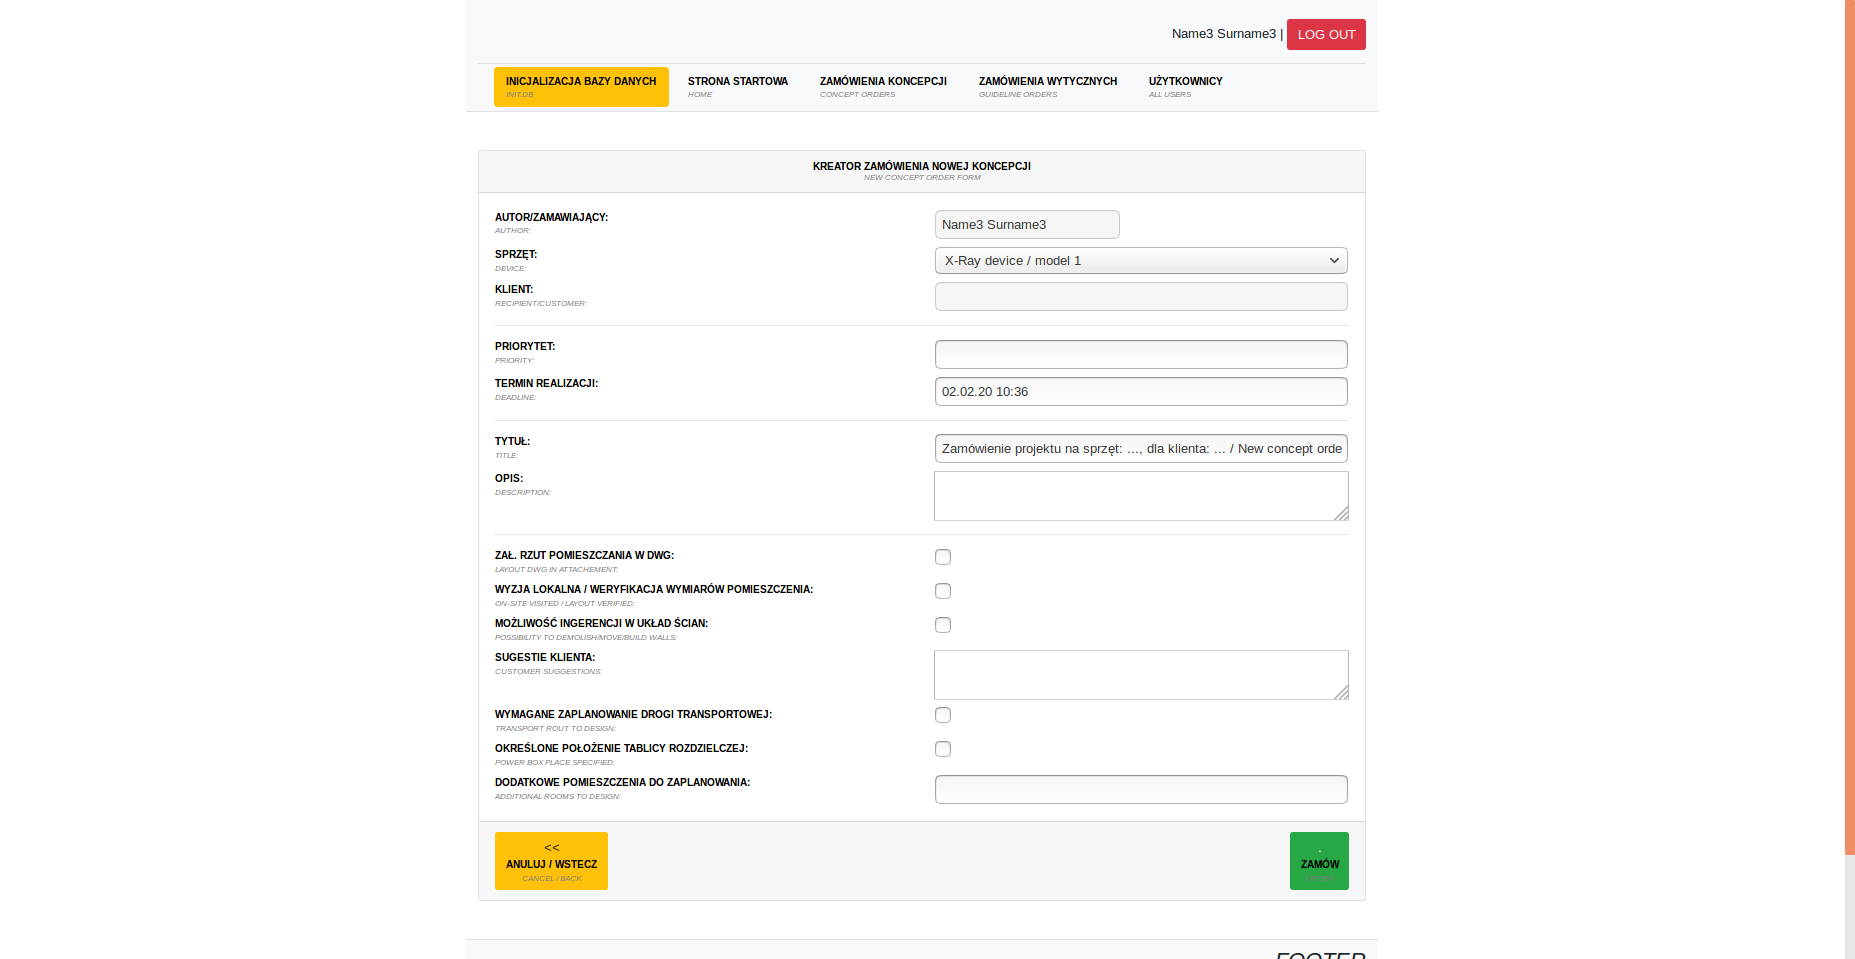 Name3 Surname3 | LOG OUT
INICJALIZACJA BAZY DANYCH
INIT.DB
STRONA STARTOWA
HOME
ZAMÓWIENIA KONCEPCJI
CONCEPT ORDERS
ZAMÓWIENIA WYTYCZNYCH
GUIDELINE ORDERS
UŻYTKOWNICY
ALL USERS
KREATOR ZAMÓWIENIA NOWEJ KONCEPCJI
NEW CONCEPT ORDER FORM
AUTOR/ZAMAWIAJĄCY:
AUTHOR:
Name3 Surname3
SPRZĘT:
DEVICE:
X-Ray device / model 1
KLIENT:
RECIPIENT/CUSTOMER:
PRIORYTET:
PRIORITY:
TERMIN REALIZACJI:
DEADLINE:
02.02.20 10:36
TYTUŁ:
TITLE:
Zamówienie projektu na sprzęt: ..., dla klienta: ... / New concept orde
OPIS:
DESCRIPTION:
ZAŁ. RZUT POMIESZCZANIA W DWG:
LAYOUT DWG IN ATTACHEMENT:
WYZJA LOKALNA / WERYFIKACJA WYMIARÓW POMIESZCZENIA:
ON-SITE VISITED / LAYOUT VERIFIED:
MOŻLIWOŚĆ INGERENCJI W UKŁAD ŚCIAN:
POSSIBILITY TO DEMOLISH/MOVE/BUILD WALLS:
SUGESTIE KLIENTA:
CUSTOMER SUGGESTIONS:
WYMAGANE ZAPLANOWANIE DROGI TRANSPORTOWEJ:
TRANSPORT ROUT TO DESIGN:
OKREŚLONE POŁOŻENIE TABLICY ROZDZIELCZEJ:
POWER BOX PLACE SPECIFIED:
DODATKOWE POMIESZCZENIA DO ZAPLANOWANIA:
ADDITIONAL ROOMS TO DESIGN:
<<
ANULUJ / WSTECZ
CANCEL / BACK
.
ZAMÓW
ORDER
FOOTER